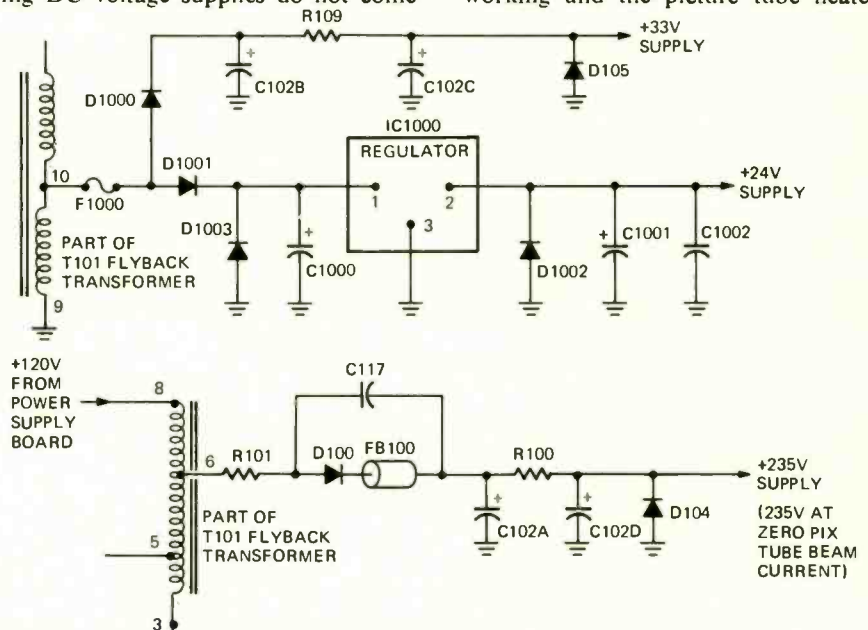 ing DC voltage supplies do not come
working and the picture tube heate
R109
+33V
SUPPLY
+
C102B
+
C102C
D105
D1000
IC1000
REGULATOR
10
D1001
F1000
1
2
3
+24V
SUPPLY
PART OF
T101 FLYBACK
TRANSFORMER
D1003
+
C1000
D1002
+
C1001
C1002
9
+120V
FROM
POWER
SUPPLY
BOARD
8
C117
6
R101
D100
FB100
R100
+235V
SUPPLY
(235V AT
ZERO PIX
TUBE BEAM
CURRENT)
PART OF
T101 FLYBACK
TRANSFORMER
+
C102A
+
C102D
D104
5
3